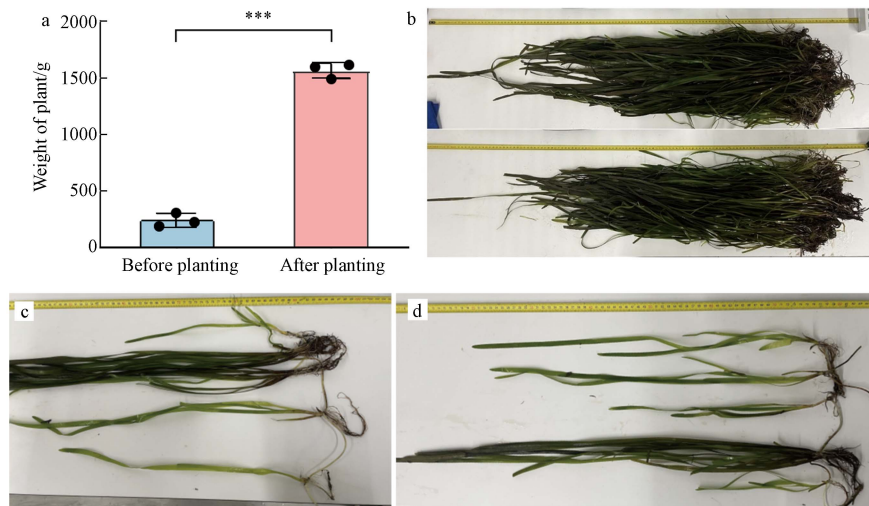 a
***
2000
1500
1000
500
0
Weight of plant/g
Before planting
After planting
b
c
d